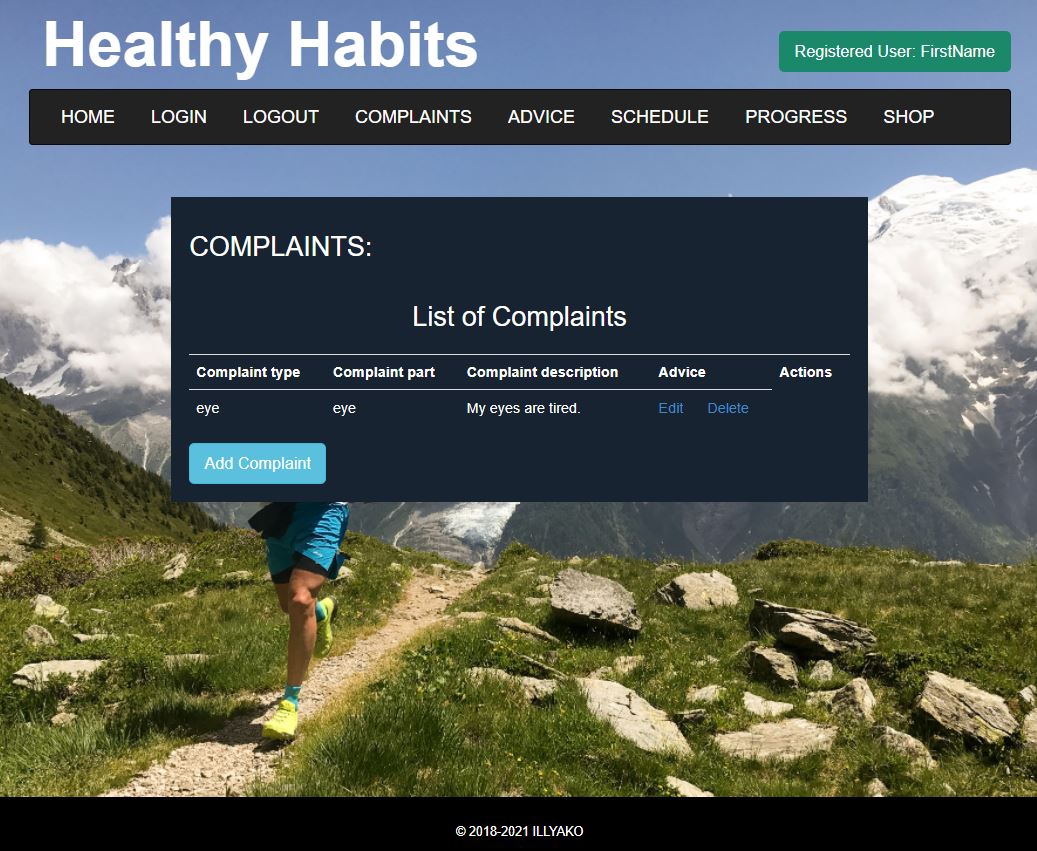 Healthy Habits
Registered User: FirstName
HOME LOGIN LOGOUT COMPLAINTS ADVICE SCHEDULE PROGRESS SHOP
COMPLAINTS:
List of Complaints
Complaint type Complaint part Complaint description Advice Actions
eye eye My eyes are tired. Edit Delete
Add Complaint
© 2018-2021 ILLYAKO